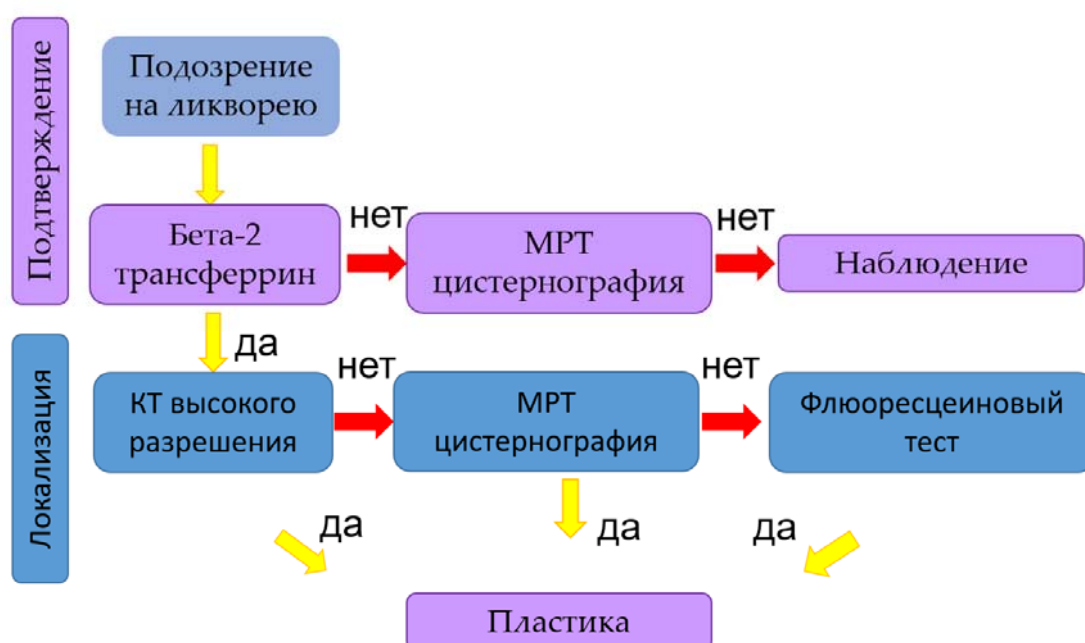 Подтверждение
Подозрение
на ликворею
Бета-2
трансферрин
нет
МРТ
цистернография
нет
Наблюдение
да
Локализация
КТ высокого
разрешения
нет
МРТ
цистернография
нет
Флюоресцеиновый
тест
да
да
да
Пластика